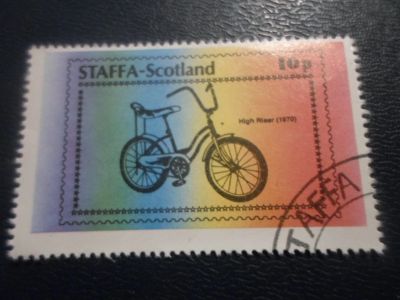 STAFFA-Scotland 10p
High Riser (1970)
STAFFA